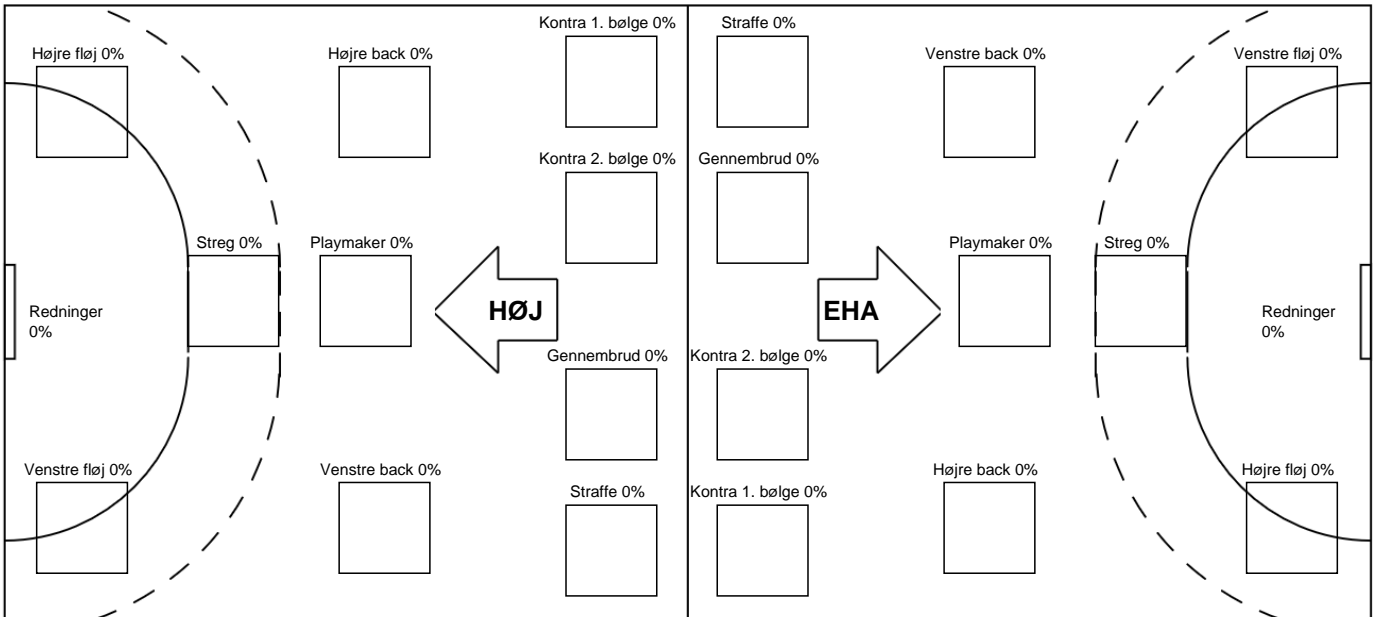 Kontra 1. bølge 0%
Straffe 0%
Højre fløj 0%
Højre back 0%
Venstre back 0%
Venstre fløj 0%
Kontra 2. bølge 0%
Gennembrud 0%
Streg 0%
Playmaker 0%
Playmaker 0%
Streg 0%
Redninger
0%
HØJ
EHA
Redninger
0%
Gennembrud 0%
Kontra 2. bølge 0%
Venstre fløj 0%
Venstre back 0%
Højre back 0%
Højre fløj 0%
Straffe 0%
Kontra 1. bølge 0%